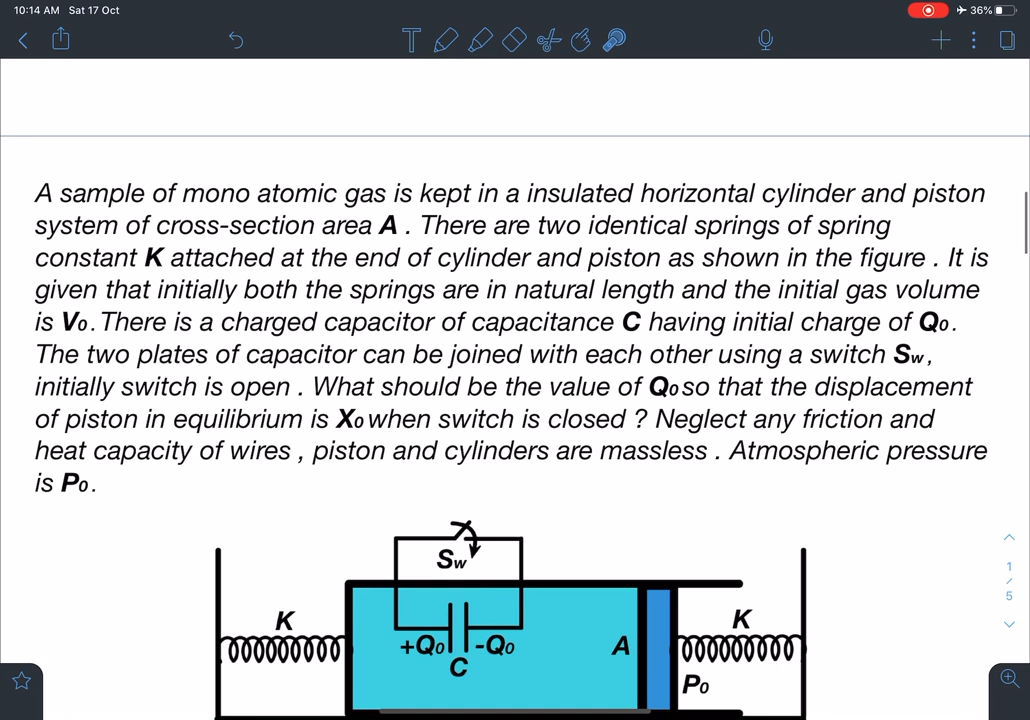 10:14 AM Sat 17 Oct 36%
A sample of mono atomic gas is kept in a insulated horizontal cylinder and piston
system of cross-section area A . There are two identical springs of spring
constant K attached at the end of cylinder and piston as shown in the figure . It is
given that initially both the springs are in natural length and the initial gas volume
is V0 . There is a charged capacitor of capacitance C having initial charge of Q0 .
The two plates of capacitor can be joined with each other using a switch Sw ,
initially switch is open . What should be the value of Q0 so that the displacement
of piston in equilibrium is X0 when switch is closed ? Neglect any friction and
heat capacity of wires , piston and cylinders are massless . Atmospheric pressure
is P0 .
Sw
K
K
+Q0
-Q0
C
A
P0
1
/
5